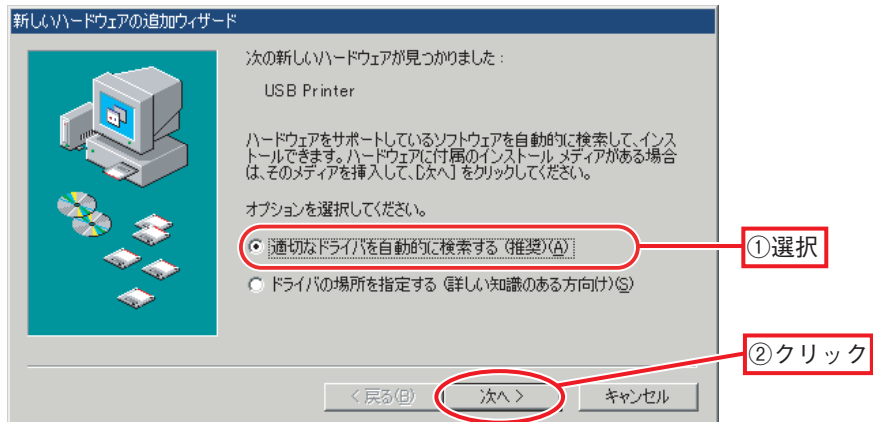 新しいハードウェアの追加ウィザード
次の新しいハードウェアが見つかりました：
USB Printer
ハードウェアをサポートしているソフトウェアを自動的に検索して、インス
トールできます。ハードウェアに付属のインストール メディアがある場合
は、そのメディアを挿入して、[次へ] をクリックしてください。
オプションを選択してください。
適切なドライバを自動的に検索する (推奨)(A)
①選択
ドライバの場所を指定する (詳しい知識のある方向け)(S)
②クリック
< 戻る(B)
次へ >
キャンセル